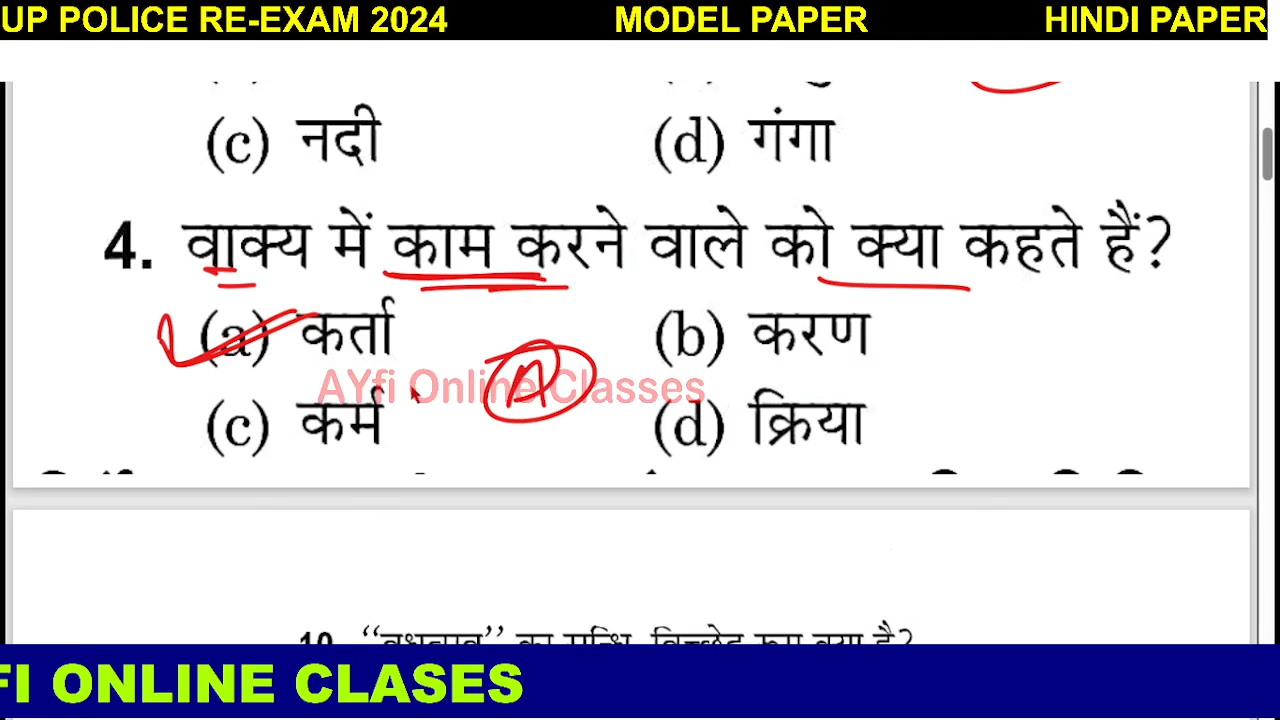 UP POLICE RE-EXAM 2024 MODEL PAPER HINDI PAPER
(c) नदी (d) गंगा
4. वाक्य में काम करने वाले को क्या कहते हैं?
(a) कर्ता (b) करण
AYfi Online Classes
A
(c) कर्म (d) क्रिया
का सन्धि विच्छेद रूप क्या है?
FI ONLINE CLASES